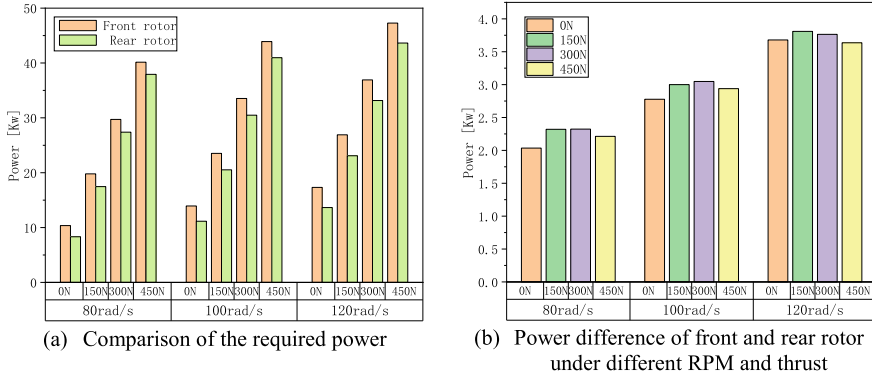 50
40
30
20
10
0
Power [Kw]
Front rotor
Rear rotor
0N 150N 300N 450N 0N 150N 300N 450N 0N 150N 300N 450N
80rad/s 100rad/s 120rad/s
(a) Comparison of the required power
4.0
3.5
3.0
2.5
2.0
1.5
1.0
0.5
0.0
Power [Kw]
0N
150N
300N
450N
0N 150N 300N 450N 0N 150N 300N 450N 0N 150N 300N 450N
80rad/s 100rad/s 120rad/s
(b) Power difference of front and rear rotor
under different RPM and thrust